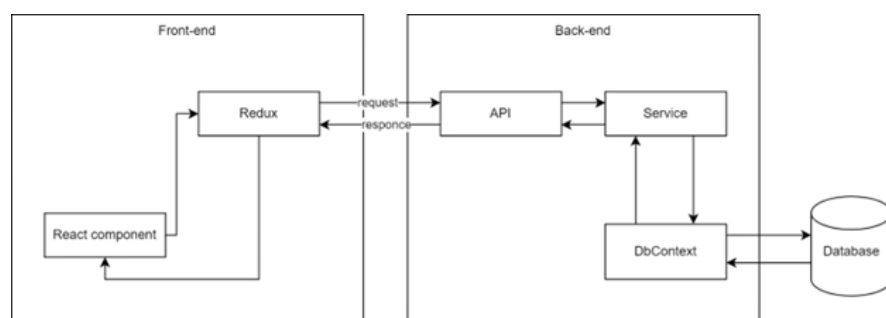 Front-end
Back-end
Redux
request
responce
API
Service
React component
DbContext
Database